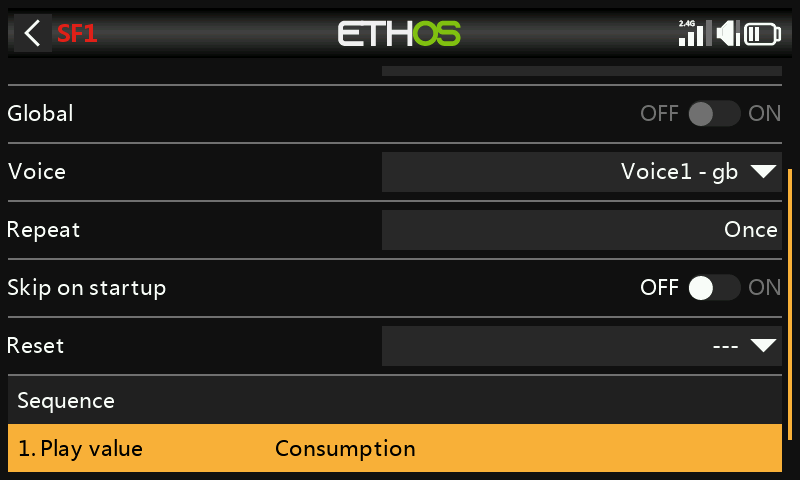 SF1 ETHOS 2.4G
Global OFF ON
Voice Voice1 - gb
Repeat Once
Skip on startup OFF ON
Reset ---
Sequence
1. Play value Consumption